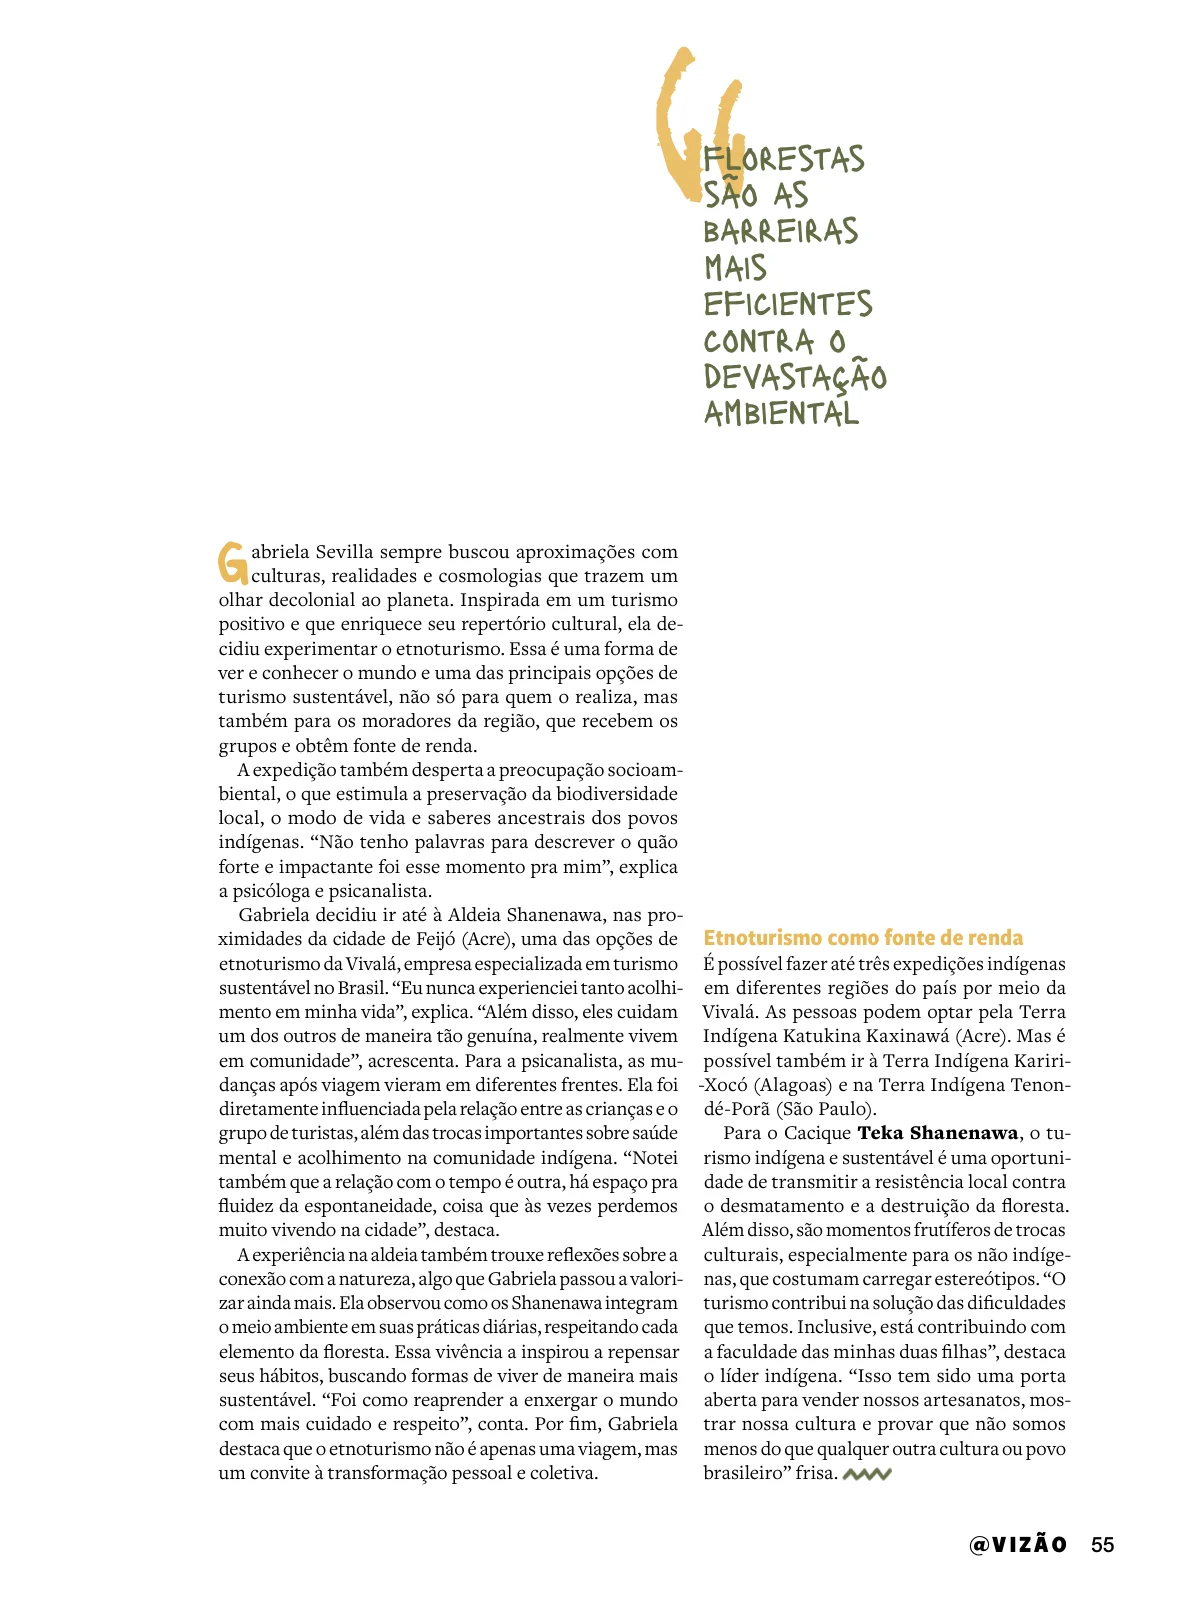 FLORESTAS
SÃO AS
BARREIRAS
MAIS
EFICIENTES
CONTRA O
DEVASTAÇÃO
AMBIENTAL
Gabriela Sevilla sempre buscou aproximações com
culturas, realidades e cosmologias que trazem um
olhar decolonial ao planeta. Inspirada em um turismo
positivo e que enriquece seu repertório cultural, ela de-
cidiu experimentar o etnoturismo. Essa é uma forma de
ver e conhecer o mundo e uma das principais opções de
turismo sustentável, não só para quem o realiza, mas
também para os moradores da região, que recebem os
grupos e obtêm fonte de renda.
A expedição também desperta a preocupação socioam-
biental, o que estimula a preservação da biodiversidade
local, o modo de vida e saberes ancestrais dos povos
indígenas. “Não tenho palavras para descrever o quão
forte e impactante foi esse momento pra mim”, explica
a psicóloga e psicanalista.
Gabriela decidiu ir até à Aldeia Shanenawa, nas pro-
ximidades da cidade de Feijó (Acre), uma das opções de
etnoturismo da Vivalá, empresa especializada em turismo
sustentável no Brasil. “Eu nunca experienciei tanto acolhi-
mento em minha vida”, explica. “Além disso, eles cuidam
um dos outros de maneira tão genuína, realmente vivem
em comunidade”, acrescenta. Para a psicanalista, as mu-
danças após viagem vieram em diferentes frentes. Ela foi
diretamente influenciada pela relação entre as crianças e o
grupo de turistas, além das trocas importantes sobre saúde
mental e acolhimento na comunidade indígena. “Notei
também que a relação com o tempo é outra, há espaço pra
fluidez da espontaneidade, coisa que às vezes perdemos
muito vivendo na cidade”, destaca.
A experiência na aldeia também trouxe reflexões sobre a
conexão com a natureza, algo que Gabriela passou a valori-
zar ainda mais. Ela observou como os Shanenawa integram
o meio ambiente em suas práticas diárias, respeitando cada
elemento da floresta. Essa vivência a inspirou a repensar
seus hábitos, buscando formas de viver de maneira mais
sustentável. “Foi como reaprender a enxergar o mundo
com mais cuidado e respeito”, conta. Por fim, Gabriela
destaca que o etnoturismo não é apenas uma viagem, mas
um convite à transformação pessoal e coletiva.
Etnoturismo como fonte de renda
É possível fazer até três expedições indígenas
em diferentes regiões do país por meio da
Vivalá. As pessoas podem optar pela Terra
Indígena Katukina Kaxinawá (Acre). Mas é
possível também ir à Terra Indígena Kariri-
-Xocó (Alagoas) e na Terra Indígena Tenon-
dé-Porã (São Paulo).
Para o Cacique Teka Shanenawa, o tu-
rismo indígena e sustentável é uma oportuni-
dade de transmitir a resistência local contra
o desmatamento e a destruição da floresta.
Além disso, são momentos frutíferos de trocas
culturais, especialmente para os não indíge-
nas, que costumam carregar estereótipos. “O
turismo contribui na solução das dificuldades
que temos. Inclusive, está contribuindo com
a faculdade das minhas duas filhas”, destaca
o líder indígena. “Isso tem sido uma porta
aberta para vender nossos artesanatos, mos-
trar nossa cultura e provar que não somos
menos do que qualquer outra cultura ou povo
brasileiro” frisa.
@VIZÃO 55